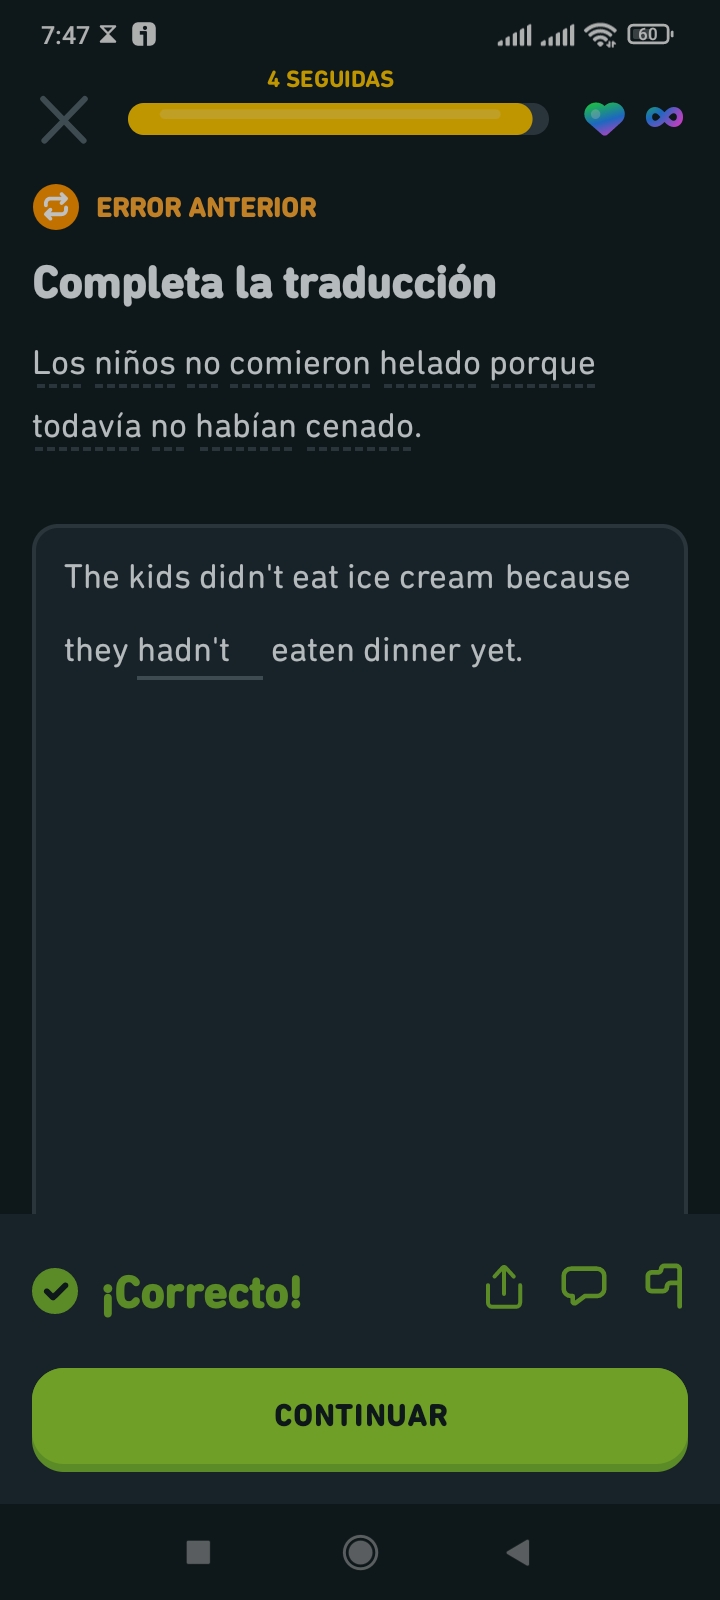 7:47
60
4 SEGUIDAS
ERROR ANTERIOR
Completa la traducción
Los niños no comieron helado porque
todavía no habían cenado.
The kids didn't eat ice cream because
they hadn't eaten dinner yet.
¡Correcto!
CONTINUAR